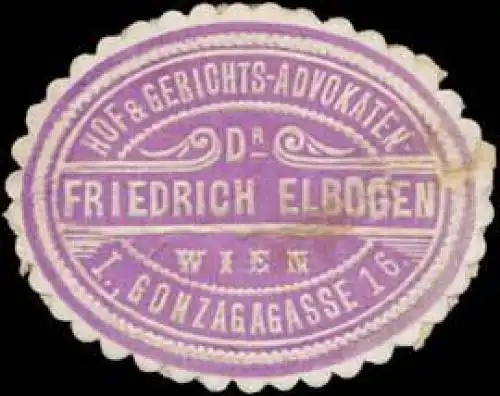 HOF & GERICHTS-ADVOKATEN-
DR
FRIEDRICH ELBOGEN
WIEN
I., GONZAGAGASSE 16.